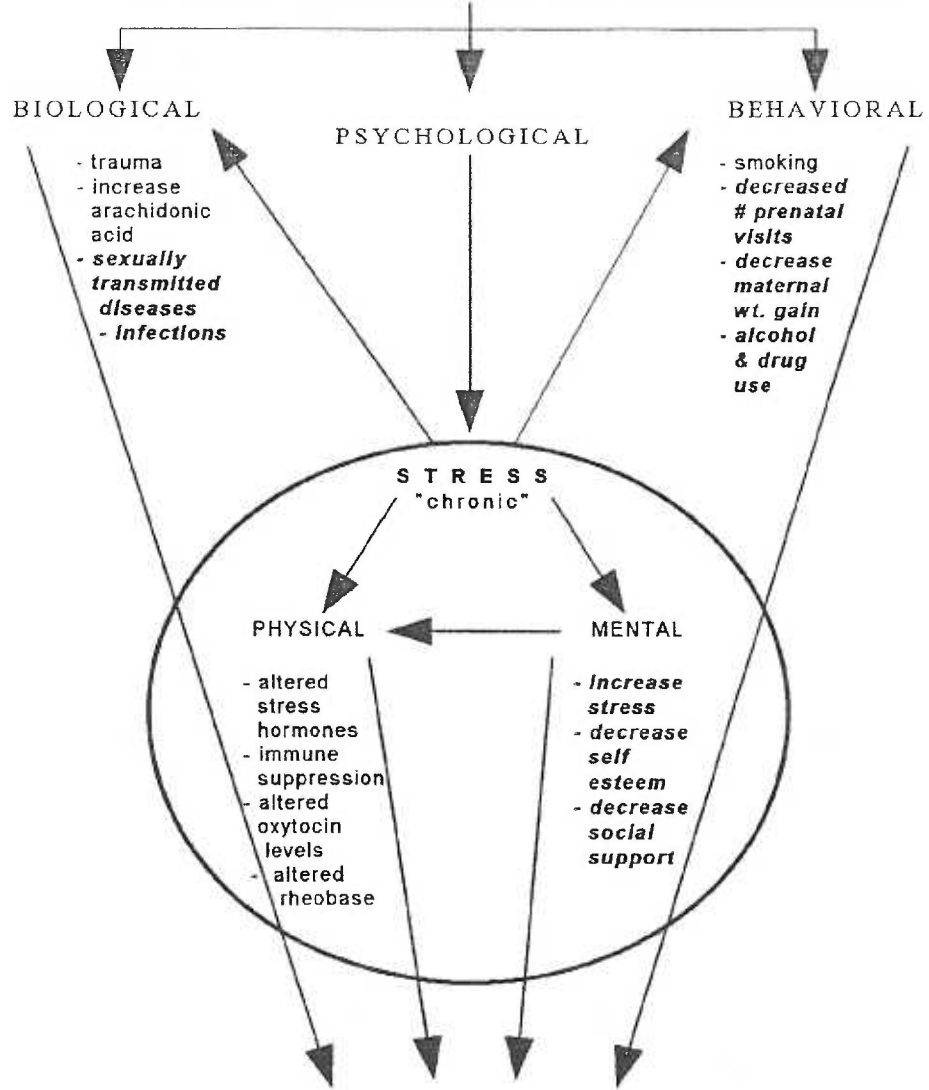 BIOLOGICAL
- trauma
- increase
arachidonic
acid
- sexually
transmitted
diseases
- infections
PSYCHOLOGICAL
BEHAVIORAL
- smoking
- decreased
# prenatal
visits
- decrease
maternal
wt. gain
- alcohol
& drug
use
STRESS
"chronic"
PHYSICAL
- altered
stress
hormones
- immune
suppression
- altered
oxytocin
levels
- altered
rheobase
MENTAL
- increase
stress
- decrease
self
esteem
- decrease
social
support